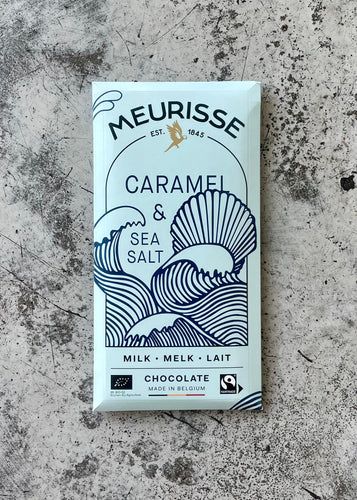 MEURISSE
EST. 1845
CARAMEL
&
SEA
SALT
MILK • MELK • LAIT
CHOCOLATE
MADE IN BELGIUM